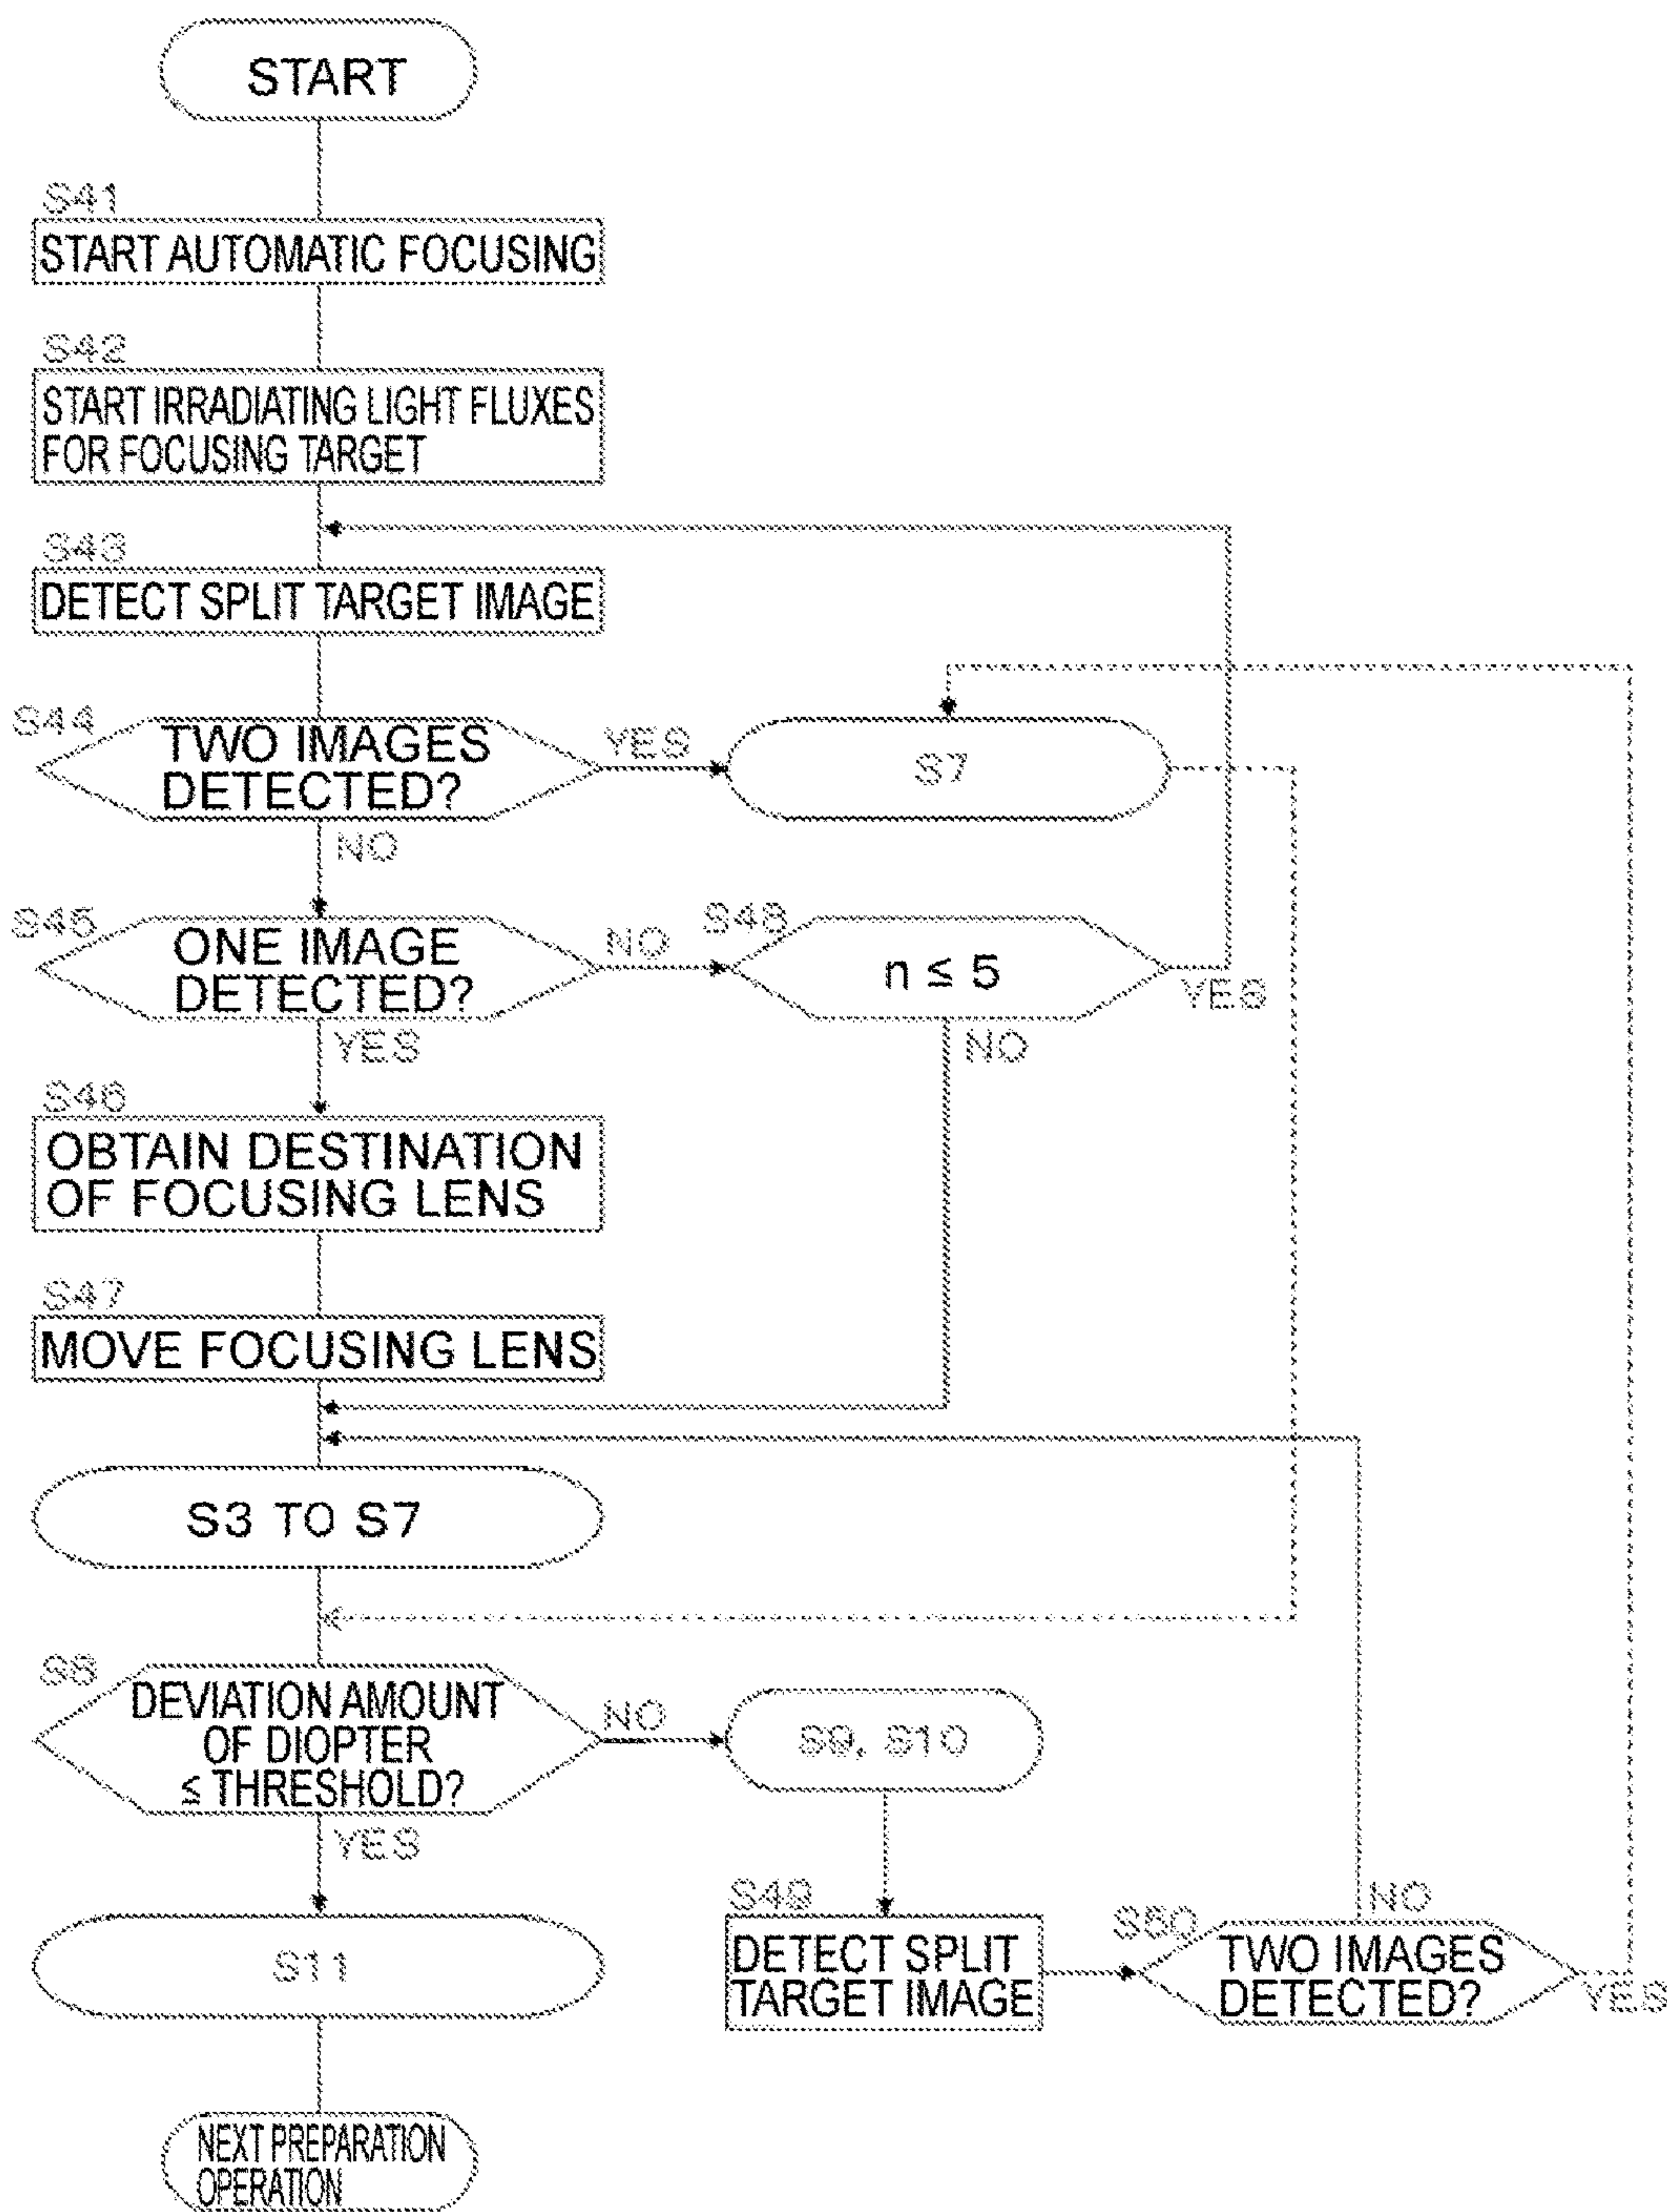 START
S41
START AUTOMATIC FOCUSING
S42
START IRRADIATING LIGHT FLUXES
FOR FOCUSING TARGET
S43
DETECT SPLIT TARGET IMAGE
S44
TWO IMAGES
DETECTED?
YES
S7
NO
S45
ONE IMAGE
DETECTED?
NO
S48
n ≤ 5
YES
YES
NO
S46
OBTAIN DESTINATION
OF FOCUSING LENS
S47
MOVE FOCUSING LENS
S3 TO S7
S8
DEVIATION AMOUNT
OF DIOPTER
≤ THRESHOLD?
NO
S9, S10
YES
S49
DETECT SPLIT
TARGET IMAGE
S50
NO
TWO IMAGES
DETECTED?
YES
S11
NEXT PREPARATION
OPERATION